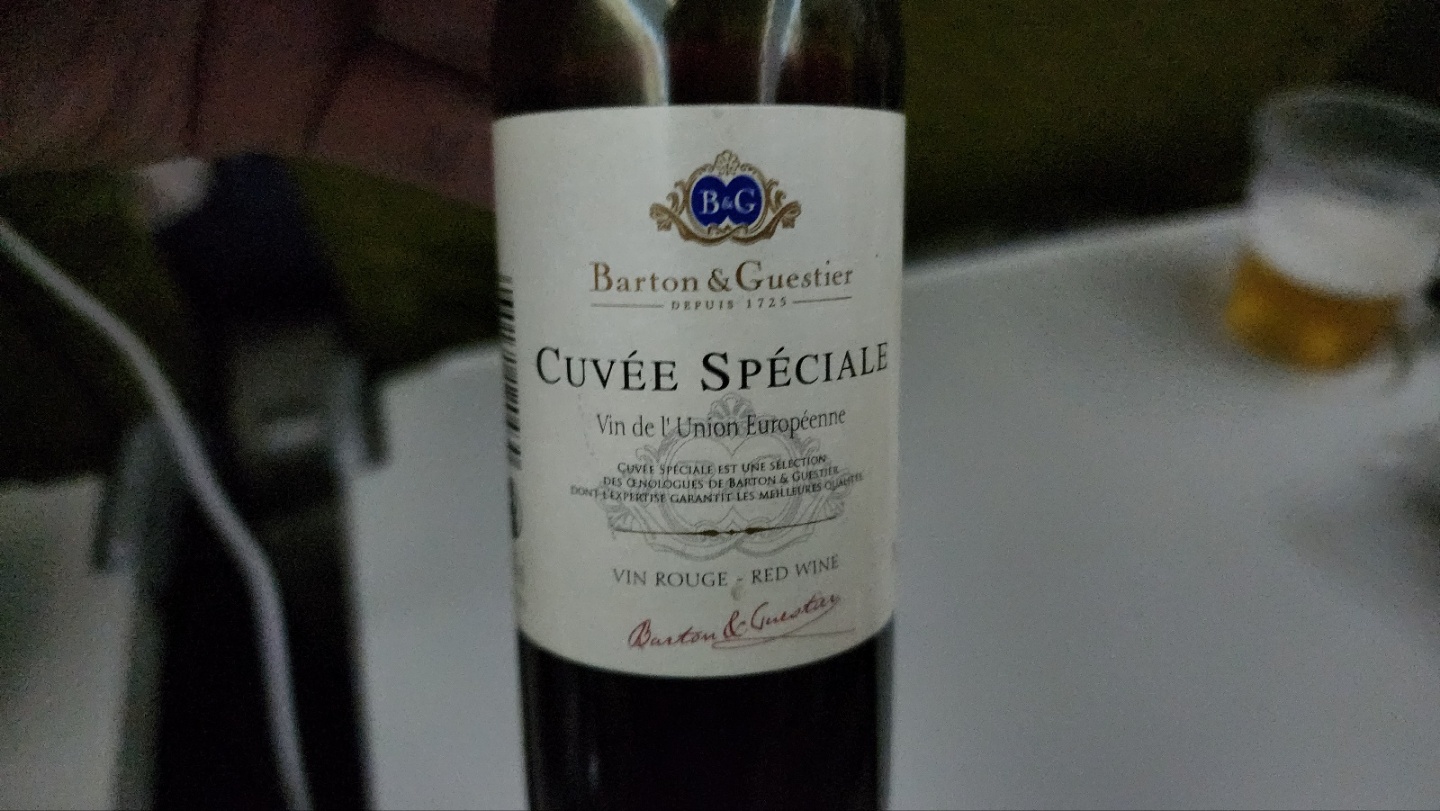 B&G
Barton & Guestier
DEPUIS 1725
CUVÉE SPÉCIALE
Vin de l'Union Européenne
CUVÉE SPÉCIALE EST UNE SÉLECTION
DES ŒNOLOGUES DE BARTON & GUESTIER
DONT L'EXPERTISE GARANTIT LES MEILLEURES QUALITÉS
VIN ROUGE - RED WINE
Barton & Guestier